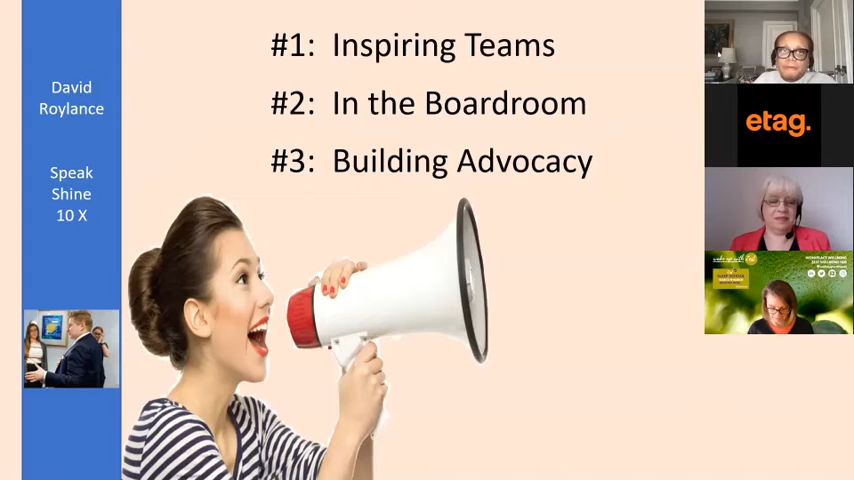 David
Roylance
Speak
Shine
10 X
#1: Inspiring Teams
#2: In the Boardroom
#3: Building Advocacy
etag.